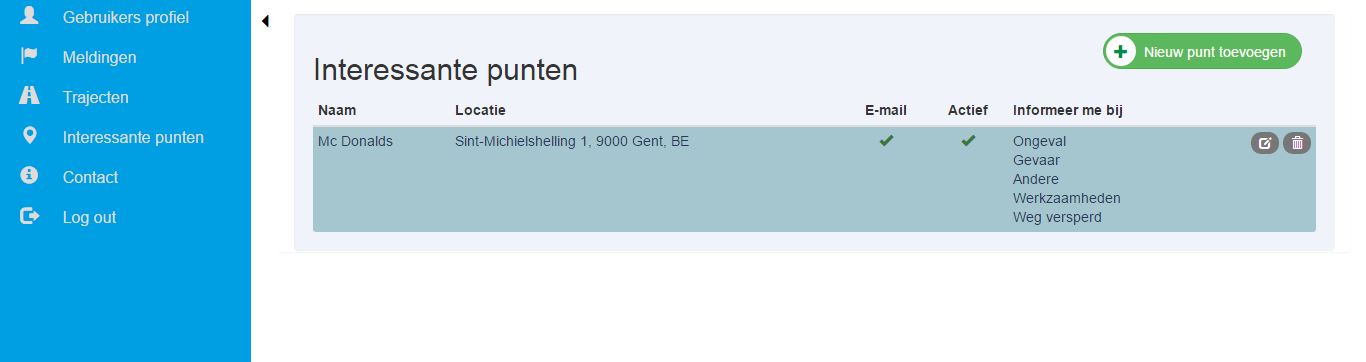 Gebruikers profiel
Meldingen
Trajecten
Interessante punten
Contact
Log out
Nieuw punt toevoegen
Interessante punten
Naam Locatie E-mail Actief Informeer me bij
Mc Donalds Sint-Michielshelling 1, 9000 Gent, BE Ongeval
Gevaar
Andere
Werkzaamheden
Weg versperd